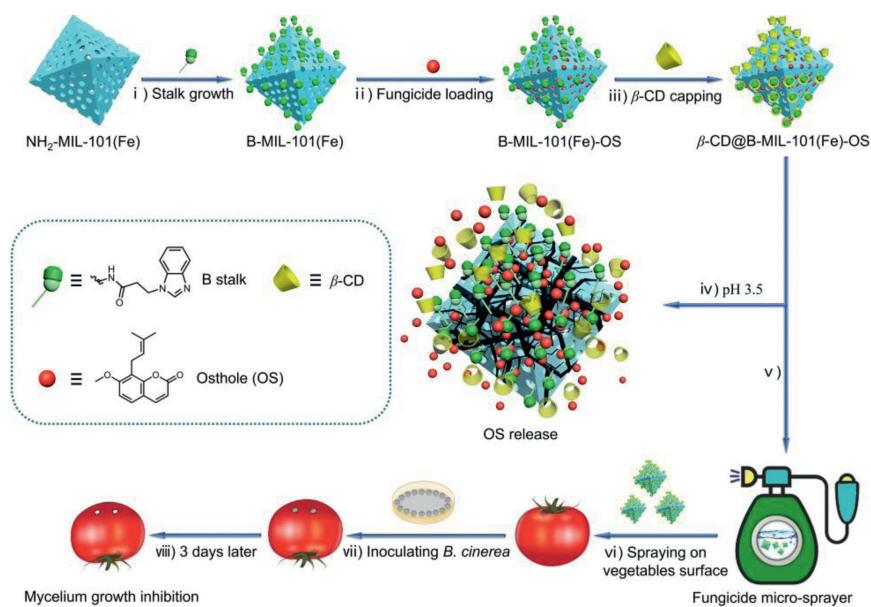 i ) Stalk growth
ii ) Fungicide loading
iii ) β-CD capping
NH₂-MIL-101(Fe)
B-MIL-101(Fe)
B-MIL-101(Fe)-OS
β-CD@B-MIL-101(Fe)-OS
≡
H
N
O
N
N
B stalk
≡ β-CD
≡
O
O
O
Osthole (OS)
OS release
iv ) pH 3.5
v )
viii ) 3 days later
vii ) Inoculating B. cinerea
vi ) Spraying on
vegetables surface
Mycelium growth inhibition
Fungicide micro-sprayer